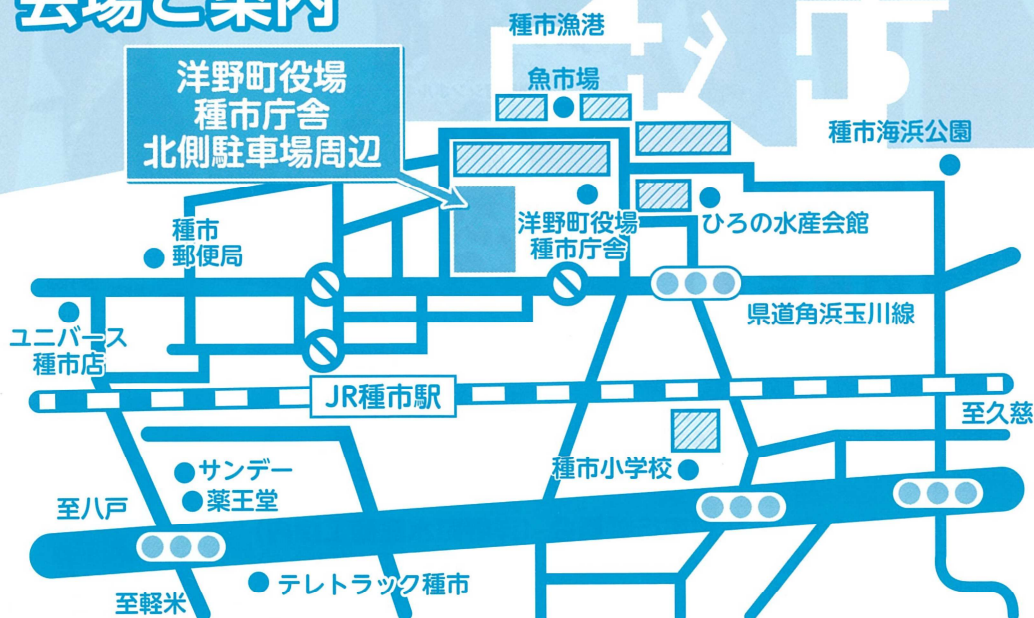 会場ご案内
種市漁港
魚市場
洋野町役場
種市庁舎
北側駐車場周辺
種市海浜公園
種市
郵便局
洋野町役場
種市庁舎
ひろの水産会館
県道角浜玉川線
ユニバース
種市店
JR種市駅
至久慈
サンデー
薬王堂
種市小学校
至八戸
テレトラック種市
至軽米